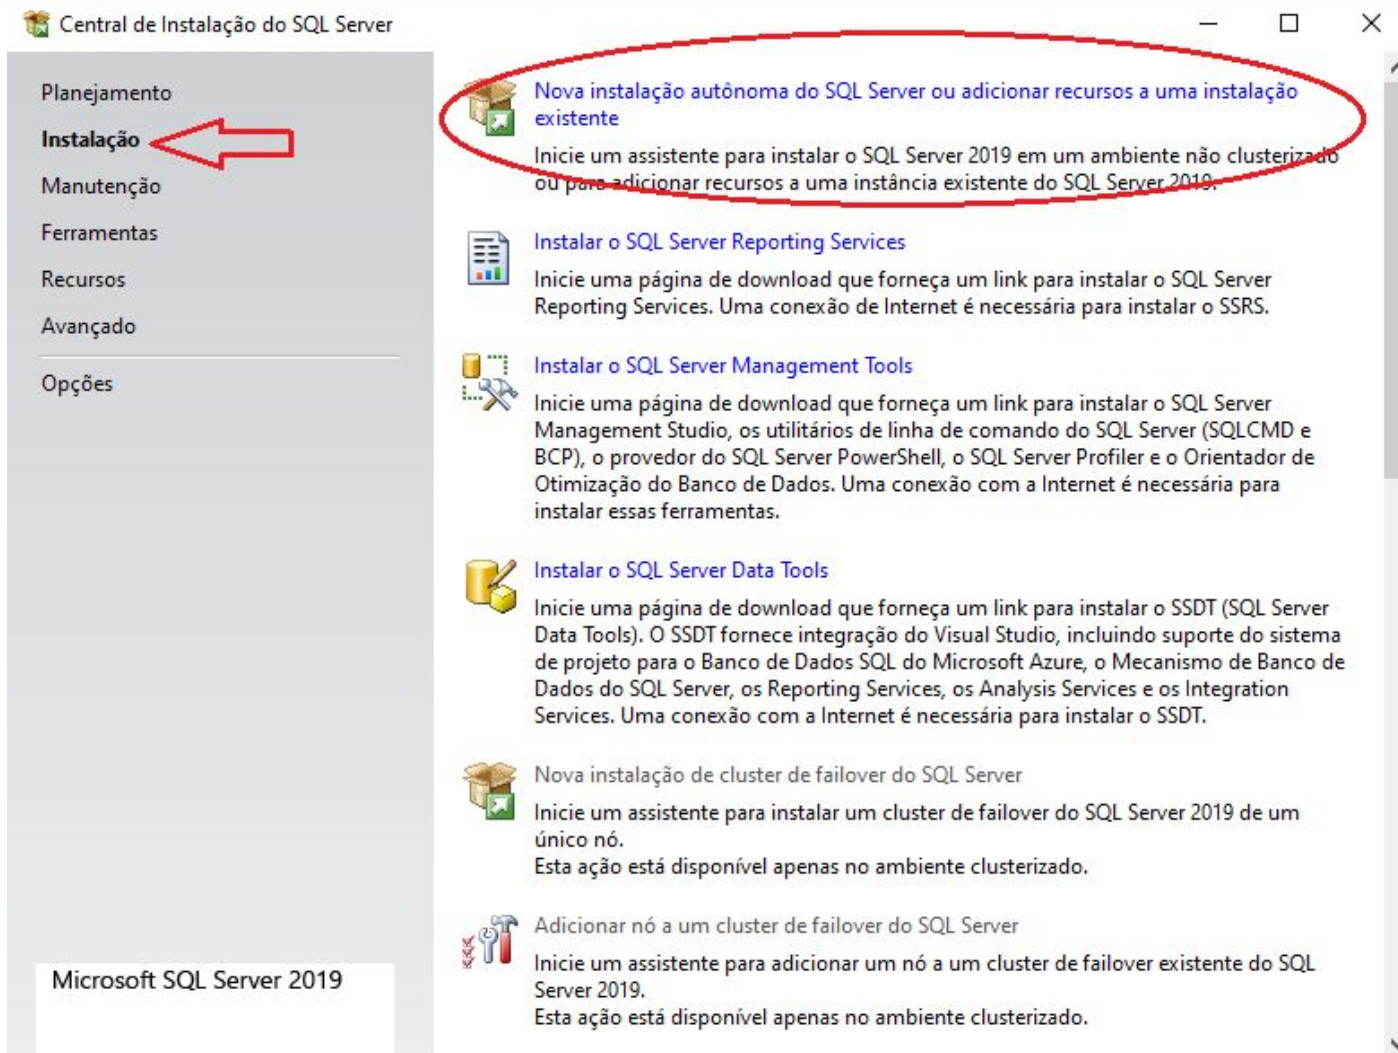 Central de Instalação do SQL Server
Planejamento
Instalação
Manutenção
Ferramentas
Recursos
Avançado
Opções
Microsoft SQL Server 2019
Nova instalação autônoma do SQL Server ou adicionar recursos a uma instalação
existente
Inicie um assistente para instalar o SQL Server 2019 em um ambiente não clusterizado
ou para adicionar recursos a uma instância existente do SQL Server 2019.
Instalar o SQL Server Reporting Services
Inicie uma página de download que forneça um link para instalar o SQL Server
Reporting Services. Uma conexão de Internet é necessária para instalar o SSRS.
Instalar o SQL Server Management Tools
Inicie uma página de download que forneça um link para instalar o SQL Server
Management Studio, os utilitários de linha de comando do SQL Server (SQLCMD e
BCP), o provedor do SQL Server PowerShell, o SQL Server Profiler e o Orientador de
Otimização do Banco de Dados. Uma conexão com a Internet é necessária para
instalar essas ferramentas.
Instalar o SQL Server Data Tools
Inicie uma página de download que forneça um link para instalar o SSDT (SQL Server
Data Tools). O SSDT fornece integração do Visual Studio, incluindo suporte do sistema
de projeto para o Banco de Dados SQL do Microsoft Azure, o Mecanismo de Banco de
Dados do SQL Server, os Reporting Services, os Analysis Services e os Integration
Services. Uma conexão com a Internet é necessária para instalar o SSDT.
Nova instalação de cluster de failover do SQL Server
Inicie um assistente para instalar um cluster de failover do SQL Server 2019 de um
único nó.
Esta ação está disponível apenas no ambiente clusterizado.
Adicionar nó a um cluster de failover do SQL Server
Inicie um assistente para adicionar um nó a um cluster de failover existente do SQL
Server 2019.
Esta ação está disponível apenas no ambiente clusterizado.